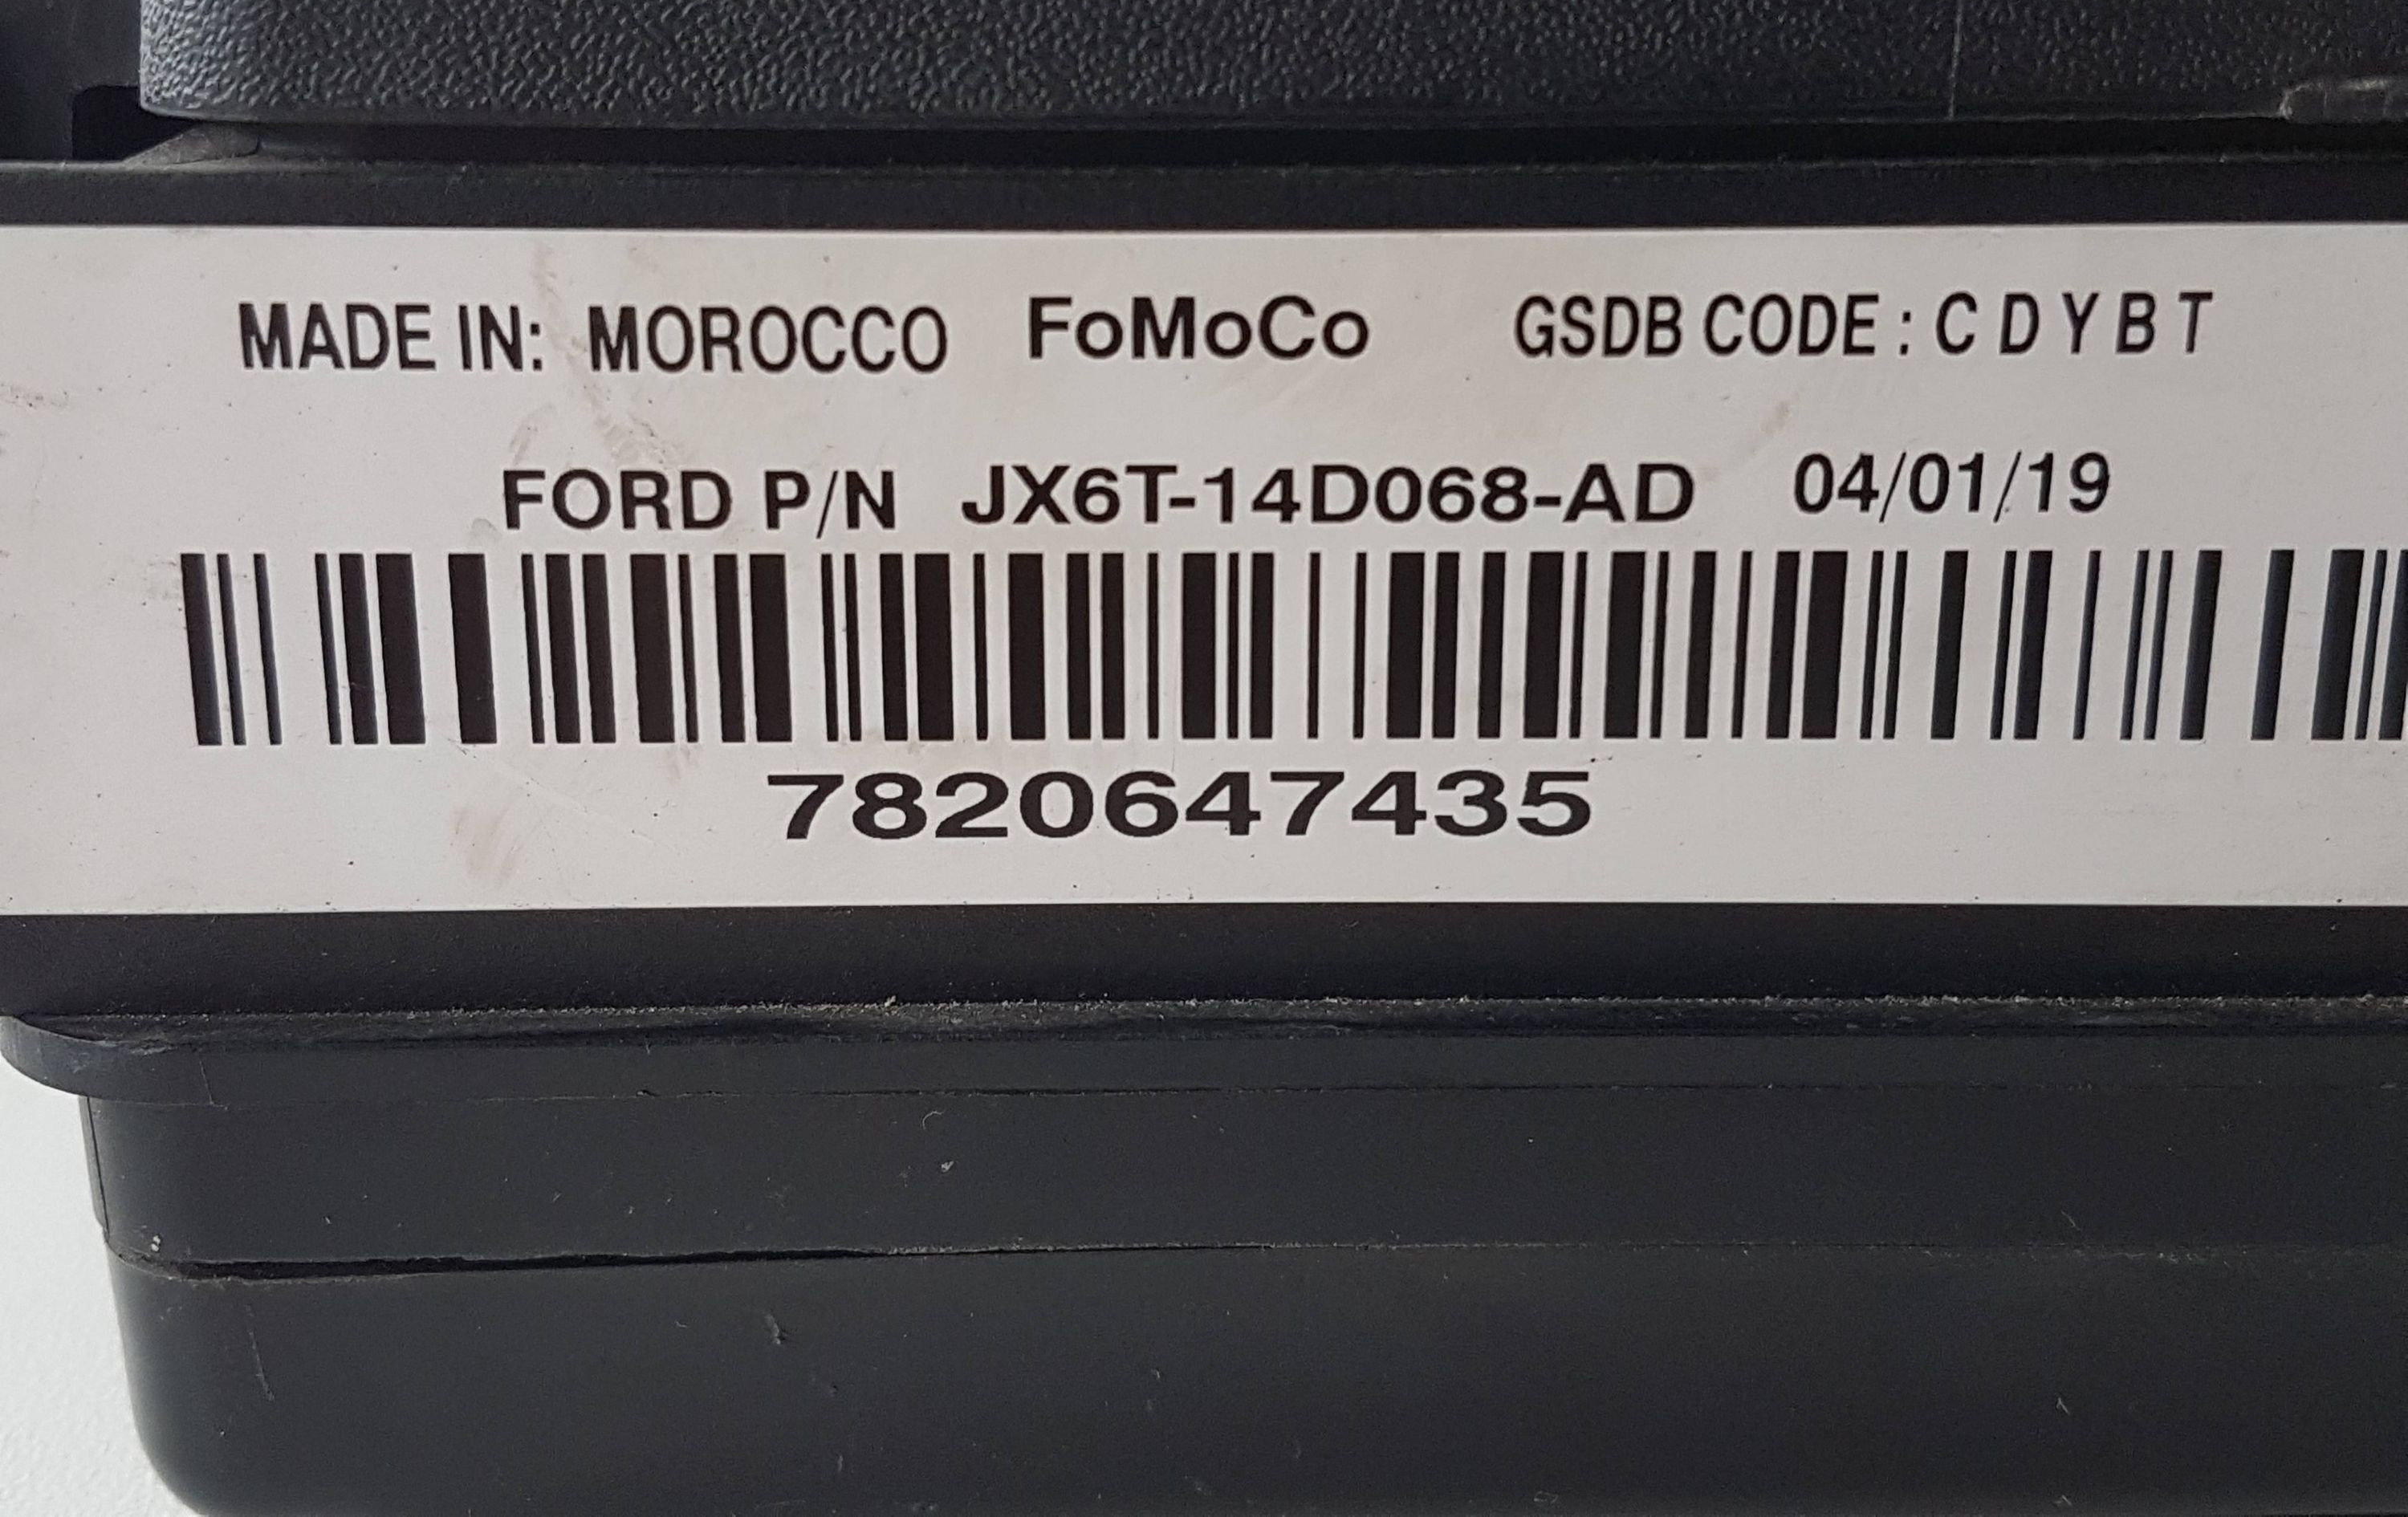 MADE IN: MOROCCO FoMoCo GSDB CODE : C D Y B T
FORD P/N JX6T-14D068-AD 04/01/19
7820647435